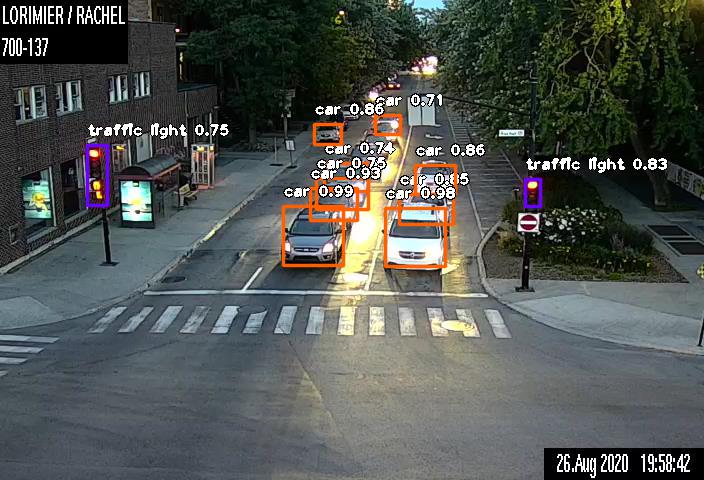 LORIMIER / RACHEL
700-137
car 0.86
car 0.71
traffic light 0.75
car 0.74
car 0.86
car 0.75
traffic light 0.83
car 0.93
car 0.85
car 0.99
car 0.98
26.Aug 2020 19:58:42